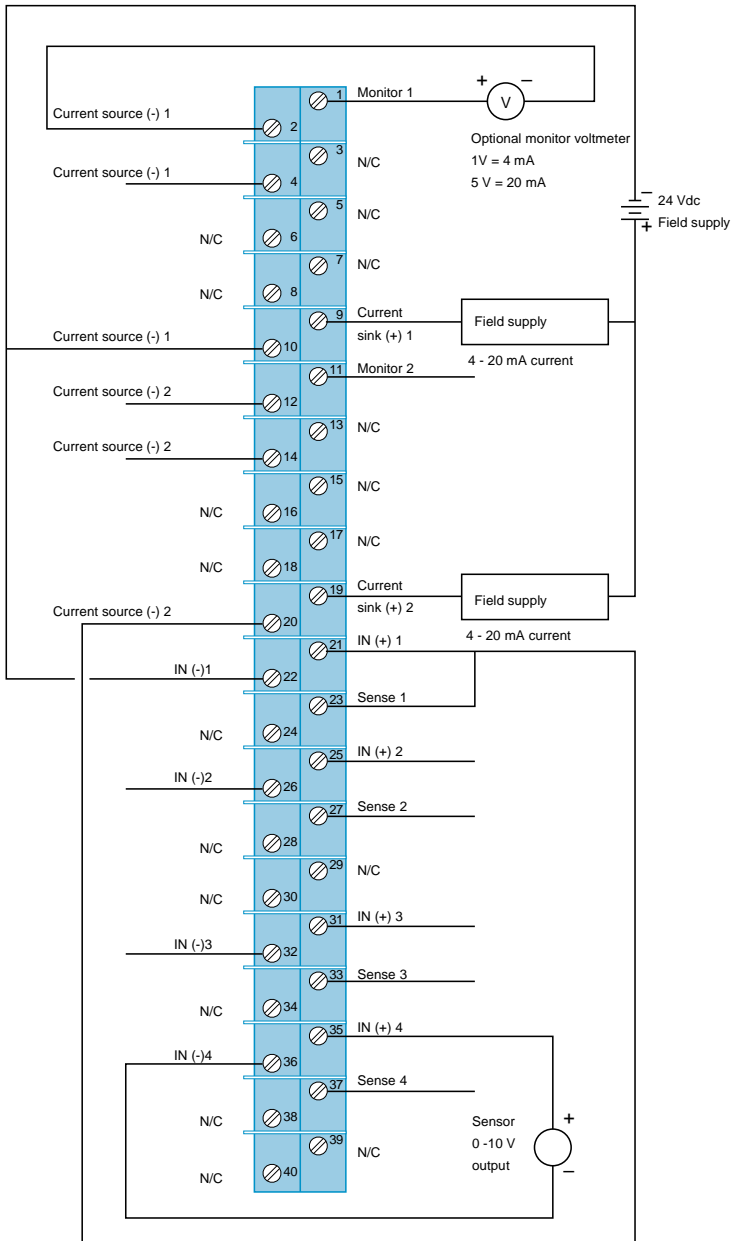 + –
1 Monitor 1
V
Current source (-) 1
2
Optional monitor voltmeter
1V = 4 mA
5 V = 20 mA
3
N/C
Current source (-) 1
4
–
24 Vdc
+ Field supply
5
N/C
N/C
6
7
N/C
N/C
8
9 Current
sink (+) 1
Field supply
4 - 20 mA current
Current source (-) 1
10
11 Monitor 2
Current source (-) 2
12
13
N/C
Current source (-) 2
14
15
N/C
N/C
16
17
N/C
N/C
18
19 Current
sink (+) 2
Field supply
4 - 20 mA current
Current source (-) 2
20
21 IN (+) 1
IN (-)1
22
23 Sense 1
N/C
24
25 IN (+) 2
IN (-)2
26
27 Sense 2
N/C
28
29
N/C
N/C
30
31 IN (+) 3
IN (-)3
32
33 Sense 3
N/C
34
35 IN (+) 4
IN (-)4
36
37 Sense 4
N/C
38
Sensor
0 -10 V
output
+
–
39
N/C
N/C
40